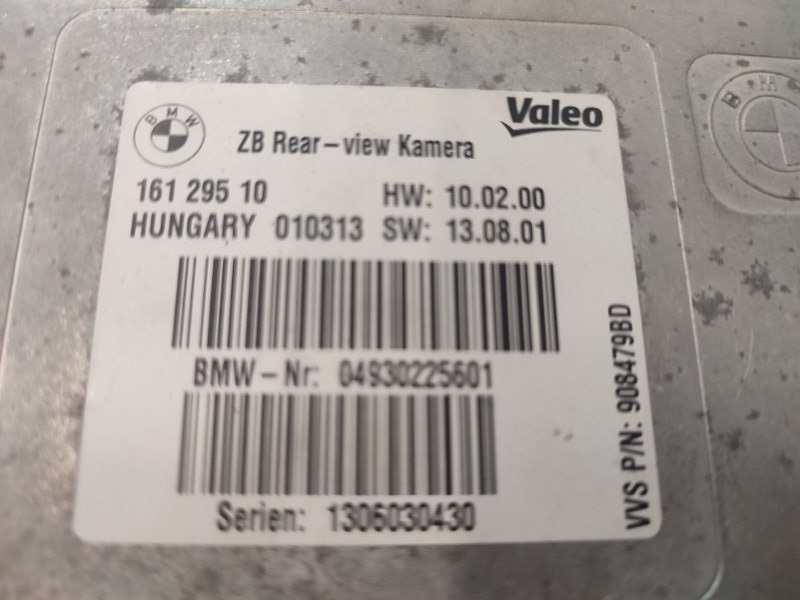 BMW
Valeo
ZB Rear-view Kamera
161 295 10 HW: 10.02.00
HUNGARY 010313 SW: 13.08.01
BMW-Nr: 04930225601
Serien: 1306030430
VVS P/N: 908479BD
BM